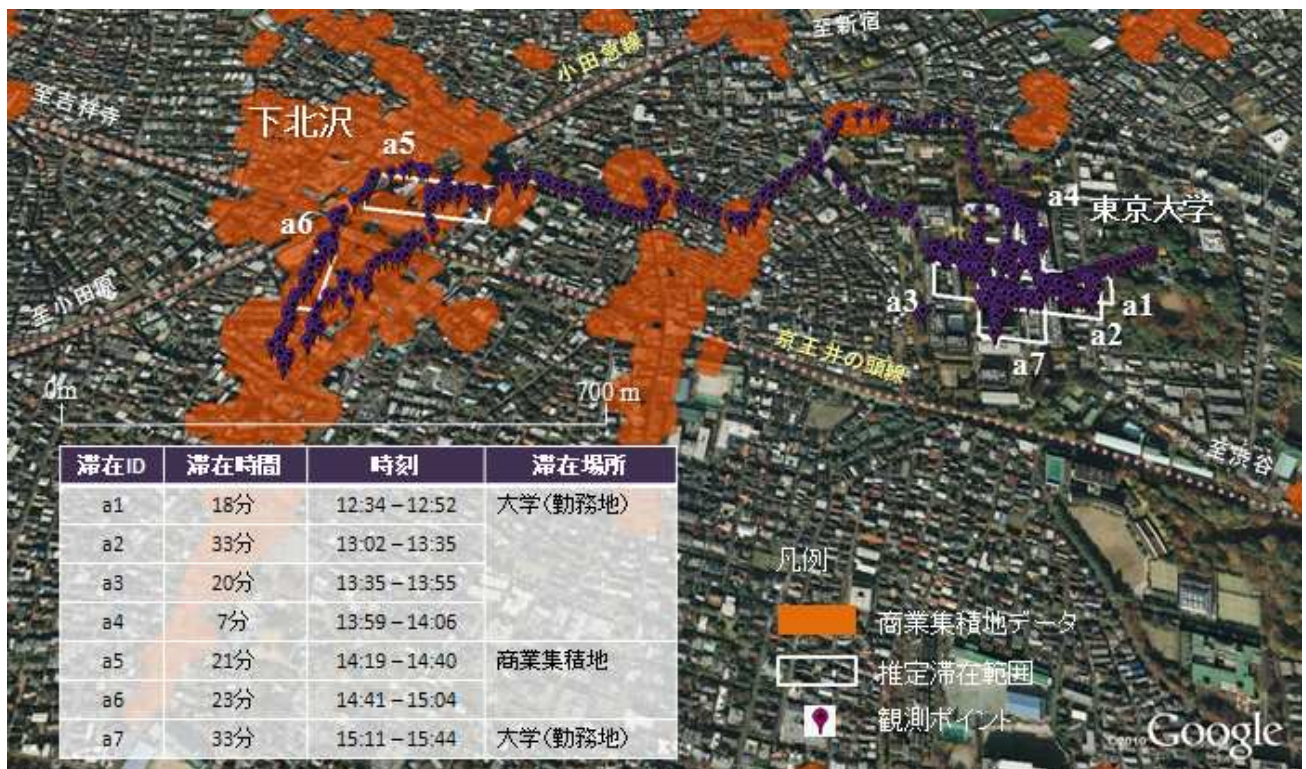 至新宿
小田急線
至吉祥寺
下北沢
a5
a4
東京大学
a6
至小田原
a3
a1
a2
京王井の頭線
a7
0m
700 m
至渋谷
滞在ID 滞在時間 時刻 滞在場所
a1 18分 12:34 – 12:52 大学(勤務地)
a2 33分 13:02 – 13:35
a3 20分 13:35 – 13:55
a4 7分 13:59 – 14:06
a5 21分 14:19 – 14:40 商業集積地
a6 23分 14:41 – 15:04
a7 33分 15:11 – 15:44 大学(勤務地)
凡例
商業集積地データ
推定滞在範囲
観測ポイント
©2010 Google